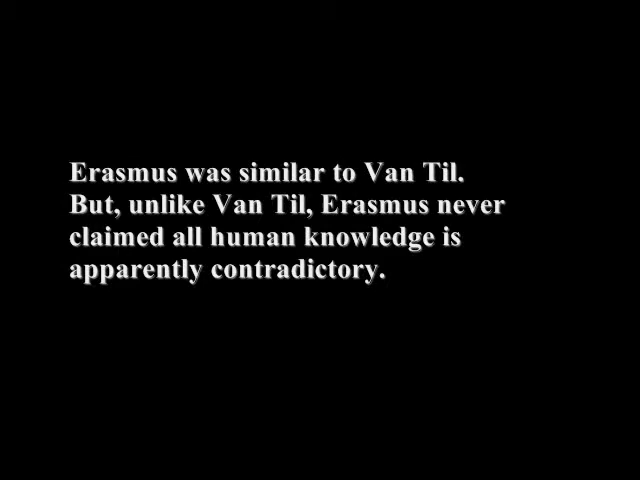 Erasmus was similar to Van Til.
But, unlike Van Til, Erasmus never
claimed all human knowledge is
apparently contradictory.